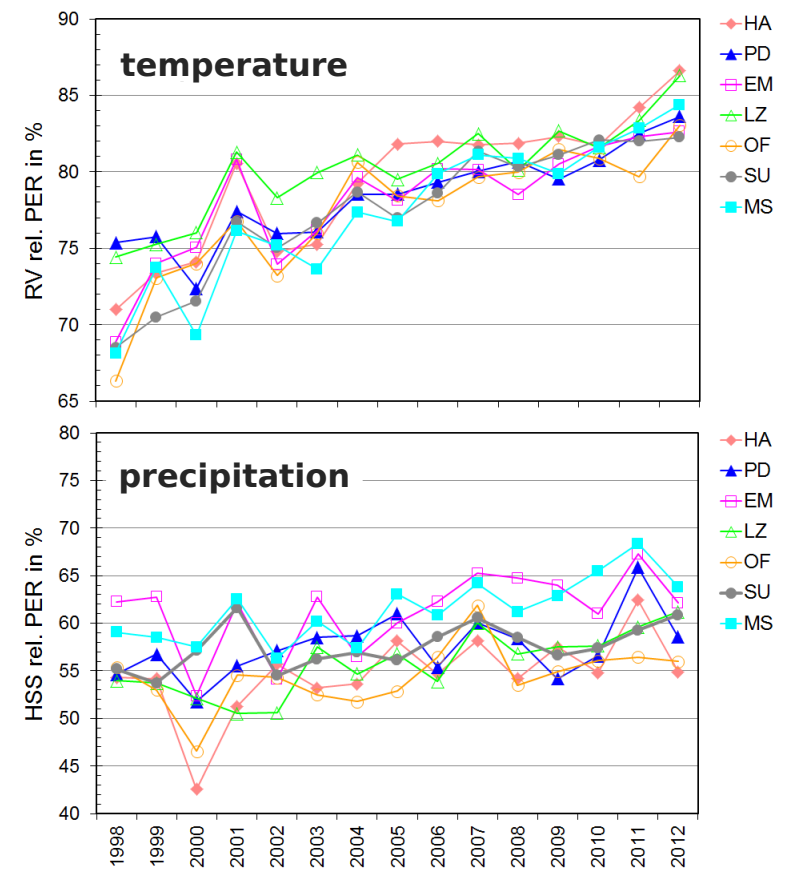 90
temperature
85
80
75
70
65
RV rel. PER in %
HA
PD
EM
LZ
OF
SU
MS
80
precipitation
75
70
65
60
55
50
45
40
HSS rel. PER in %
HA
PD
EM
LZ
OF
SU
MS
1998 1999 2000 2001 2002 2003 2004 2005 2006 2007 2008 2009 2010 2011 2012